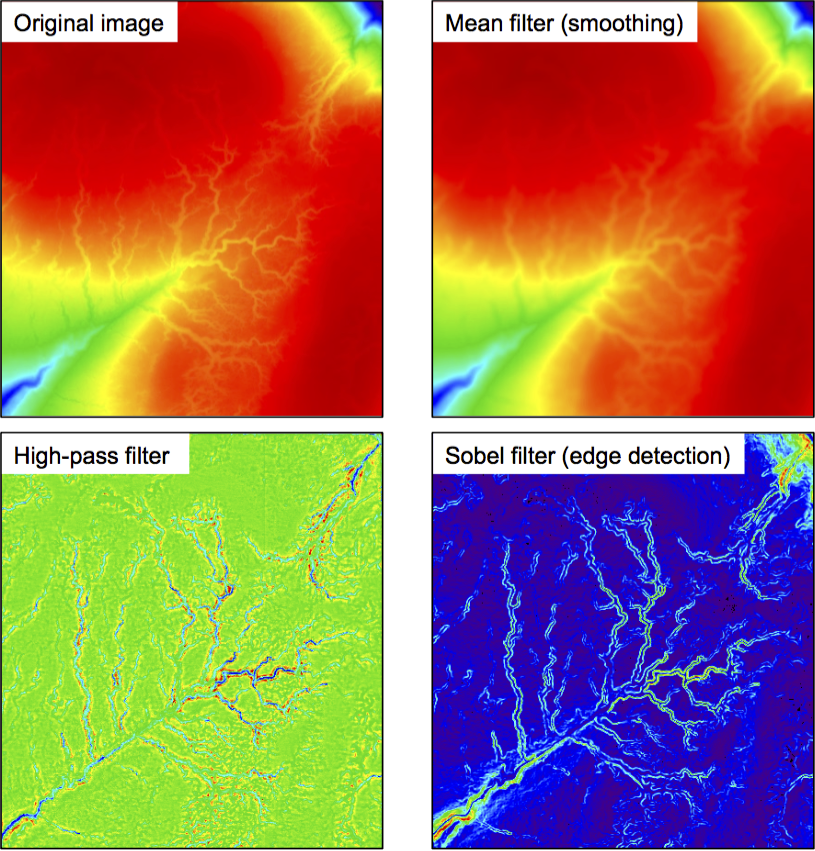 Original image
Mean filter (smoothing)
High-pass filter
Sobel filter (edge detection)